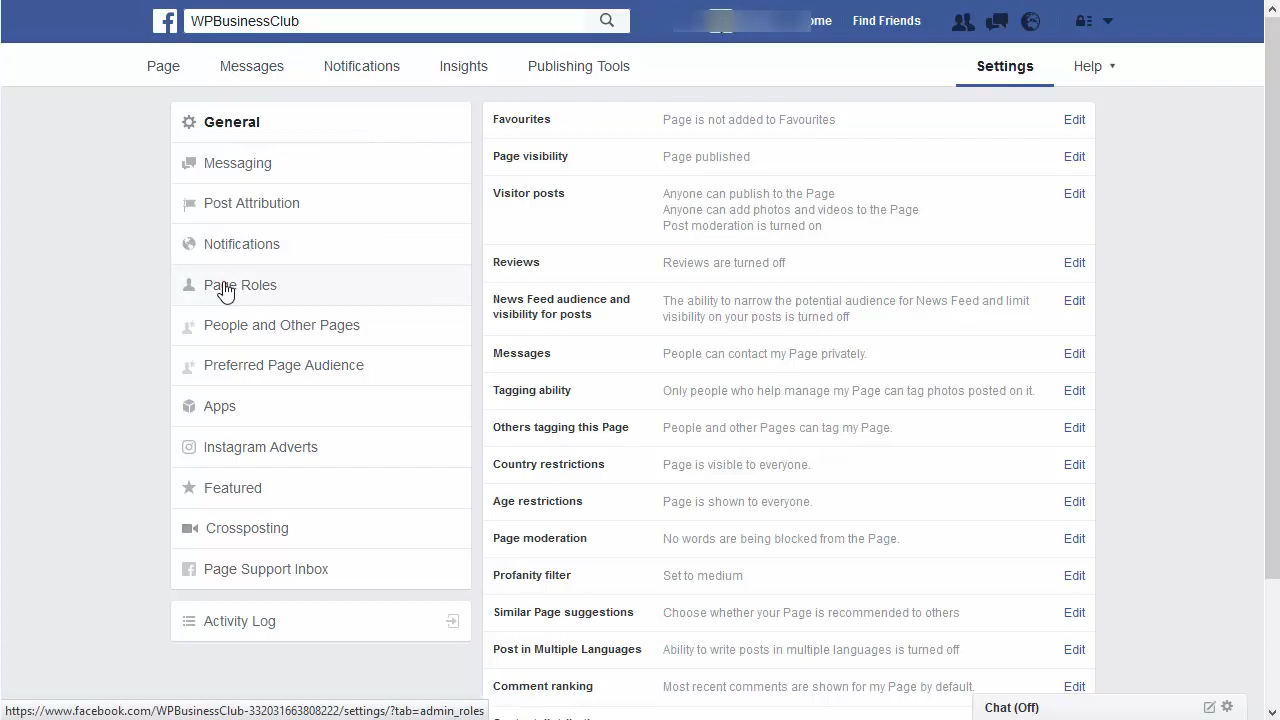 WPBusinessClub
ome Find Friends
Page Messages Notifications Insights Publishing Tools Settings Help
General
Messaging
Post Attribution
Notifications
Page Roles
People and Other Pages
Preferred Page Audience
Apps
Instagram Adverts
Featured
Crossposting
Page Support Inbox
Activity Log
Favourites Page is not added to Favourites Edit
Page visibility Page published Edit
Visitor posts Anyone can publish to the Page Edit
Anyone can add photos and videos to the Page
Post moderation is turned on
Reviews Reviews are turned off Edit
News Feed audience and The ability to narrow the potential audience for News Feed and limit Edit
visibility for posts visibility on your posts is turned off
Messages People can contact my Page privately. Edit
Tagging ability Only people who help manage my Page can tag photos posted on it. Edit
Others tagging this Page People and other Pages can tag my Page. Edit
Country restrictions Page is visible to everyone. Edit
Age restrictions Page is shown to everyone. Edit
Page moderation No words are being blocked from the Page. Edit
Profanity filter Set to medium Edit
Similar Page suggestions Choose whether your Page is recommended to others Edit
Post in Multiple Languages Ability to write posts in multiple languages is turned off Edit
Comment ranking Most recent comments are shown for my Page by default. Edit
Chat (Off)
https://www.facebook.com/WPBusinessClub-332031663808222/settings/?tab=admin_roles